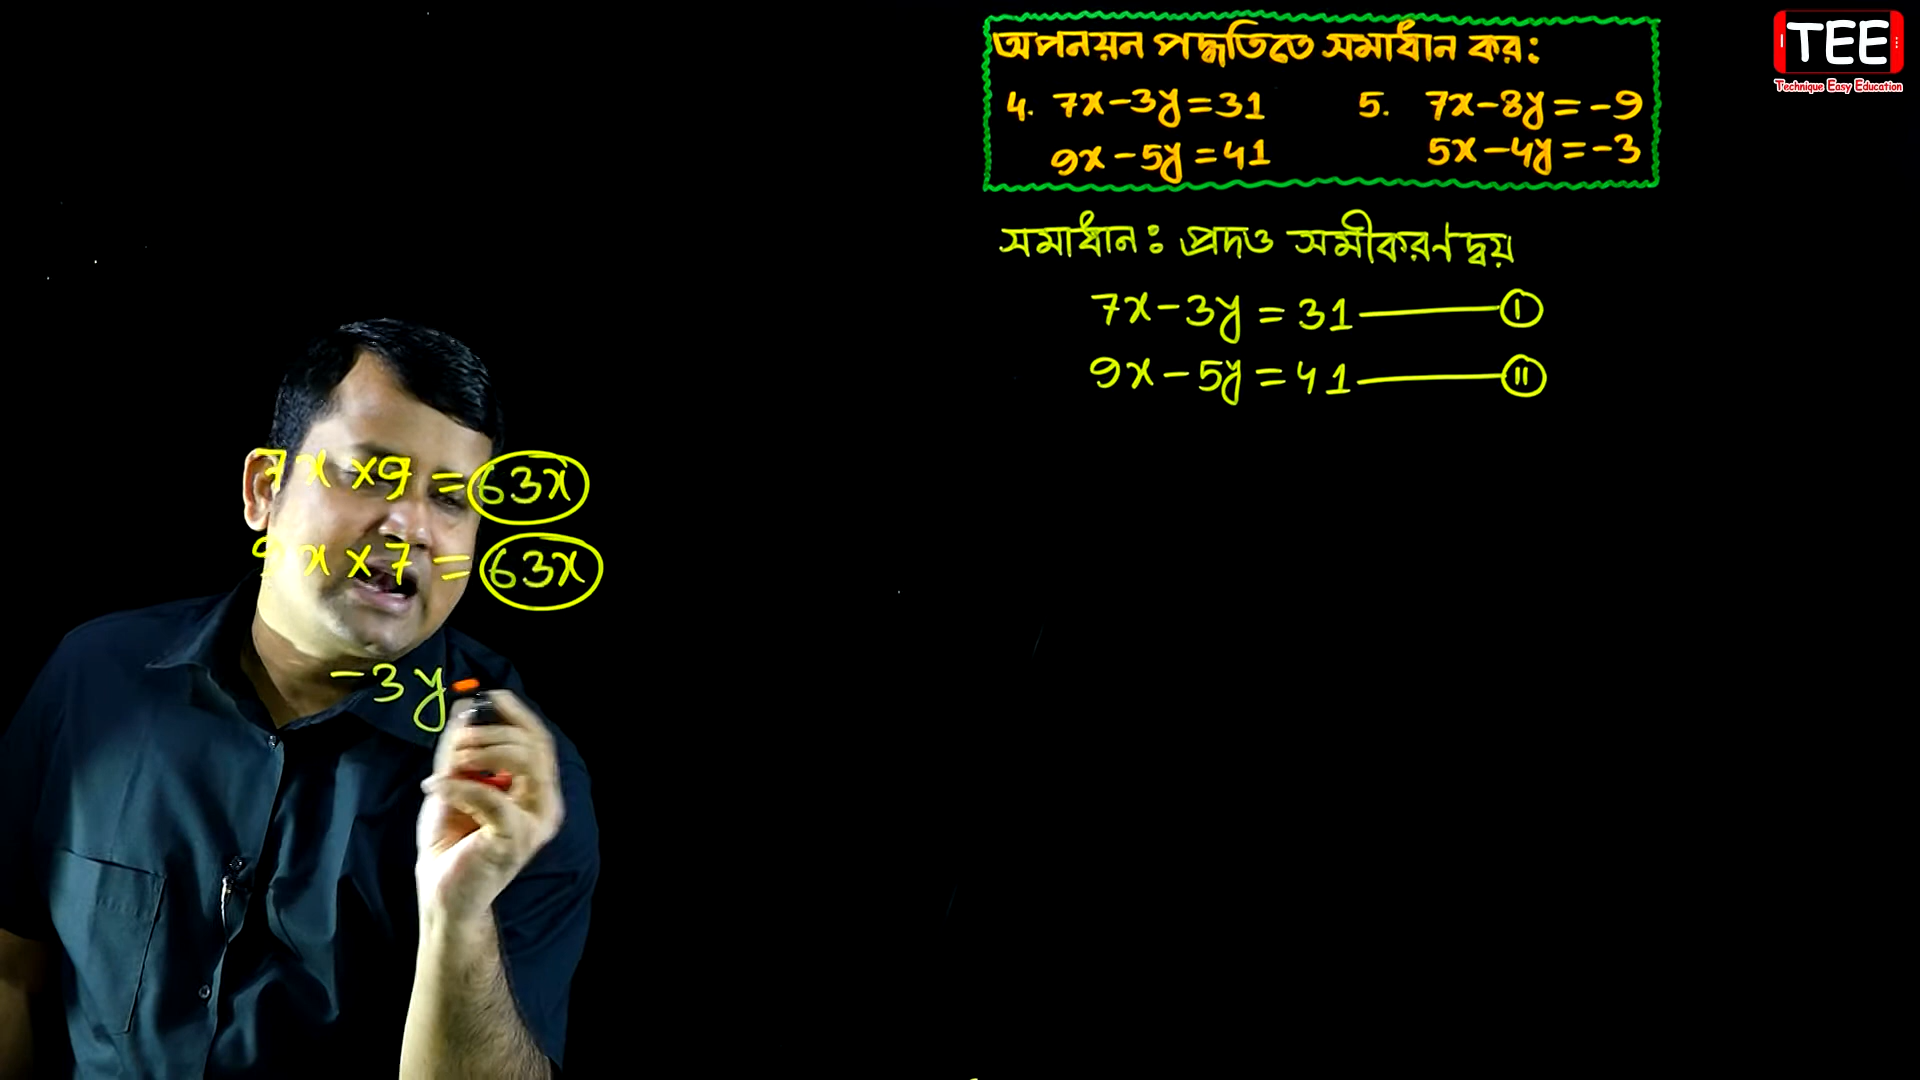 অপনয়ন পদ্ধতিতে সমাধান কর:
4. 7x-3y=31
9x-5y=41
5. 7x-8y=-9
5x-4y=-3
TEE
Technique Easy Education
সমাধান: প্রদত্ত সমীকরণদ্বয়
7x-3y=31 — I
9x-5y=41 — II
7x×9=63x
9x×7=63x
-3y